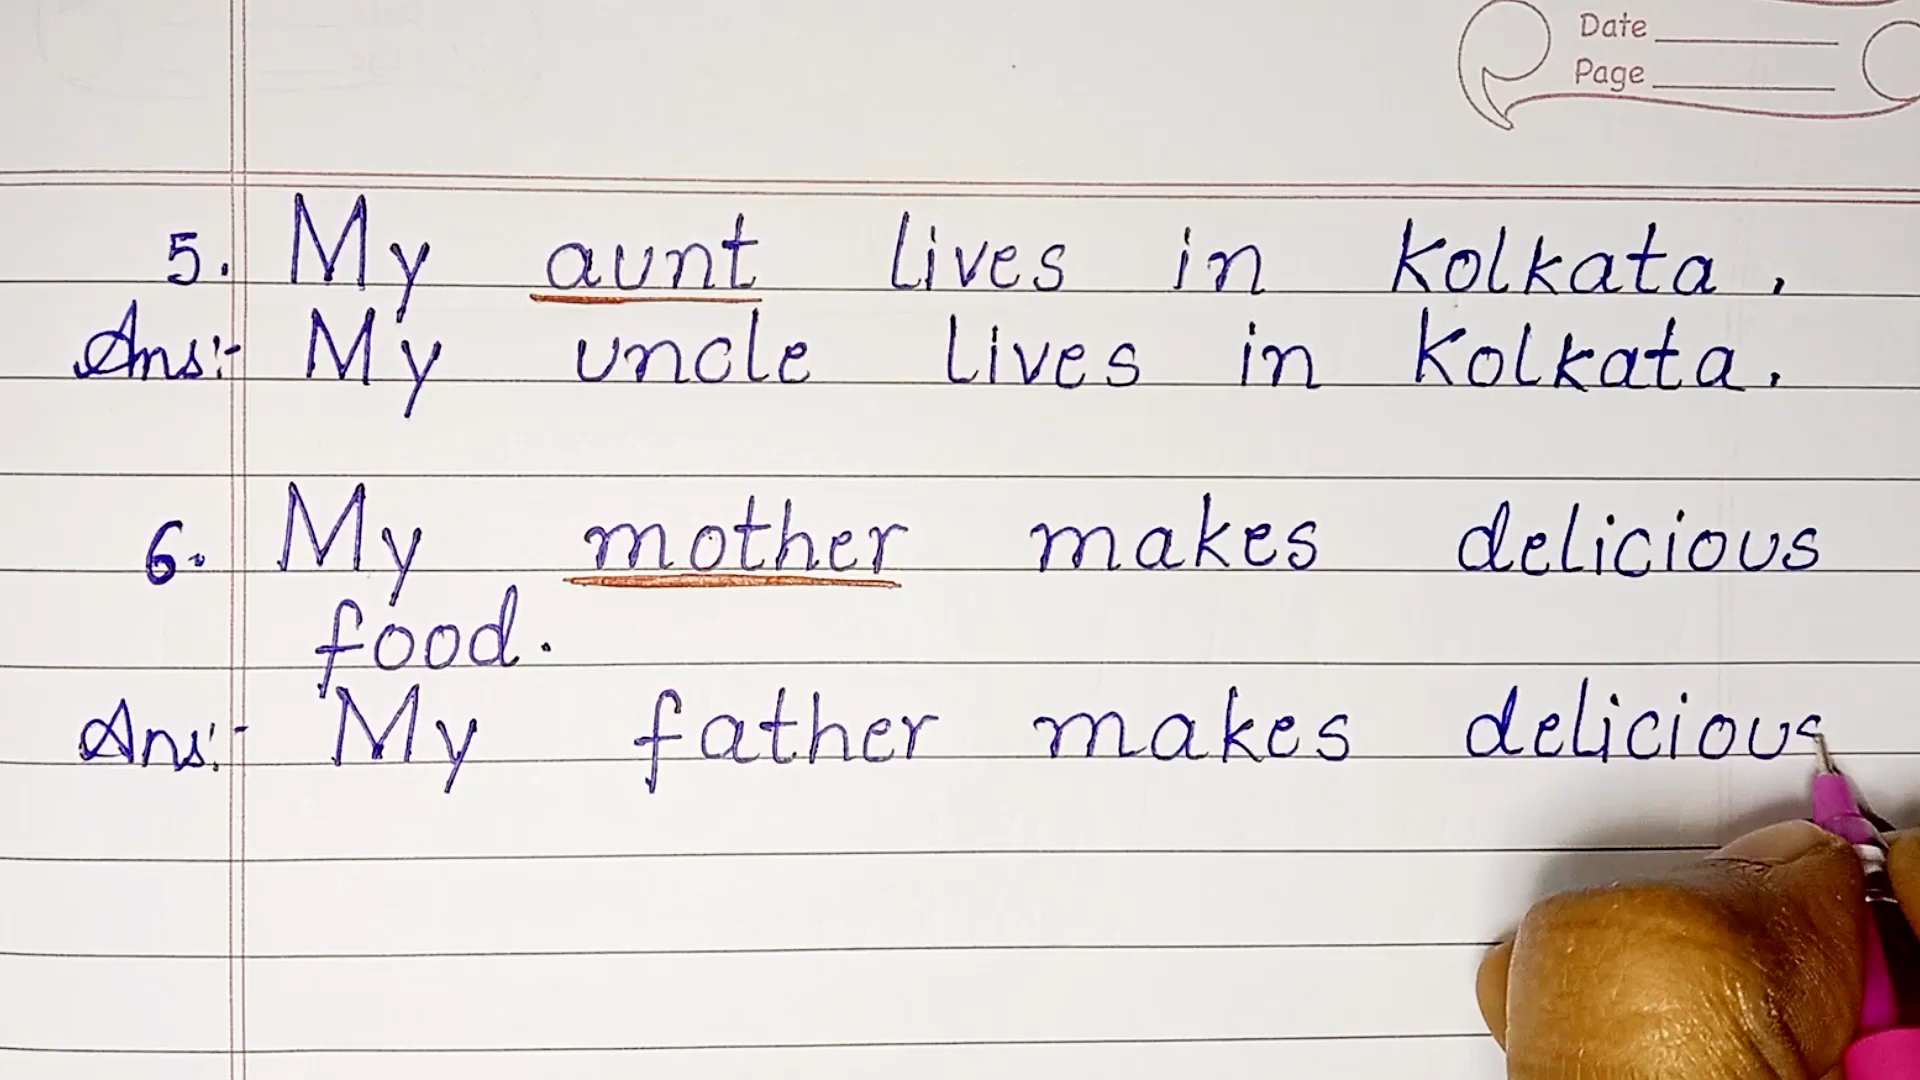 Date
Page
5. My aunt lives in Kolkata.
Ans:- My uncle lives in Kolkata.
6. My mother makes delicious
food.
Ans:- My father makes delicious